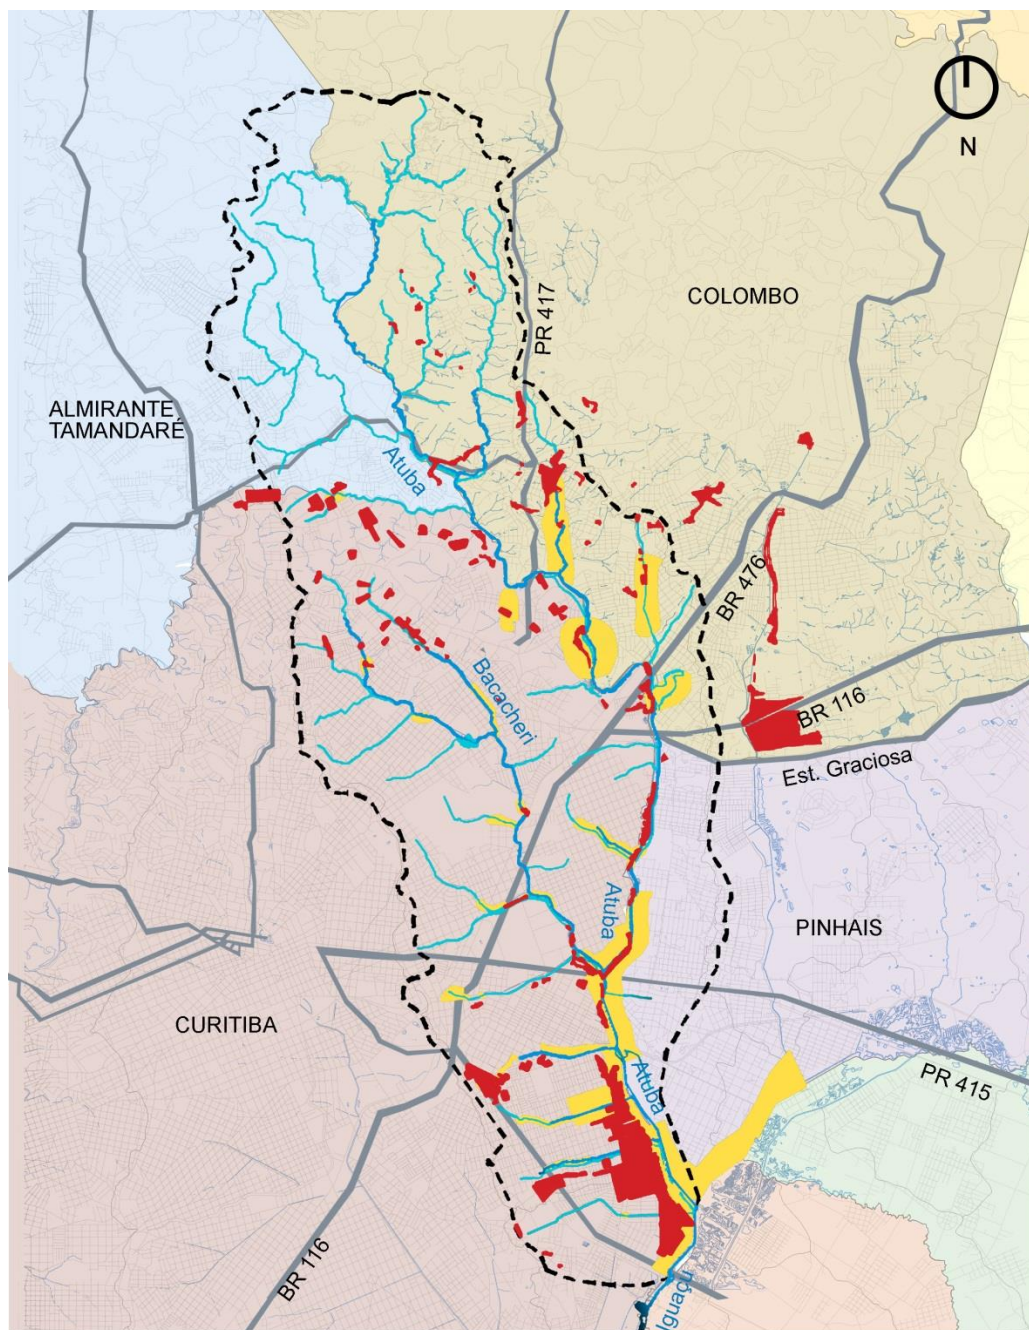 N
COLOMBO
PR 417
ALMIRANTE
TAMANDARÉ
Atuba
BR 476
Bacacheri
BR 116
Est. Graciosa
Atuba
PINHAIS
CURITIBA
Atuba
PR 415
BR 116
Iguaçu